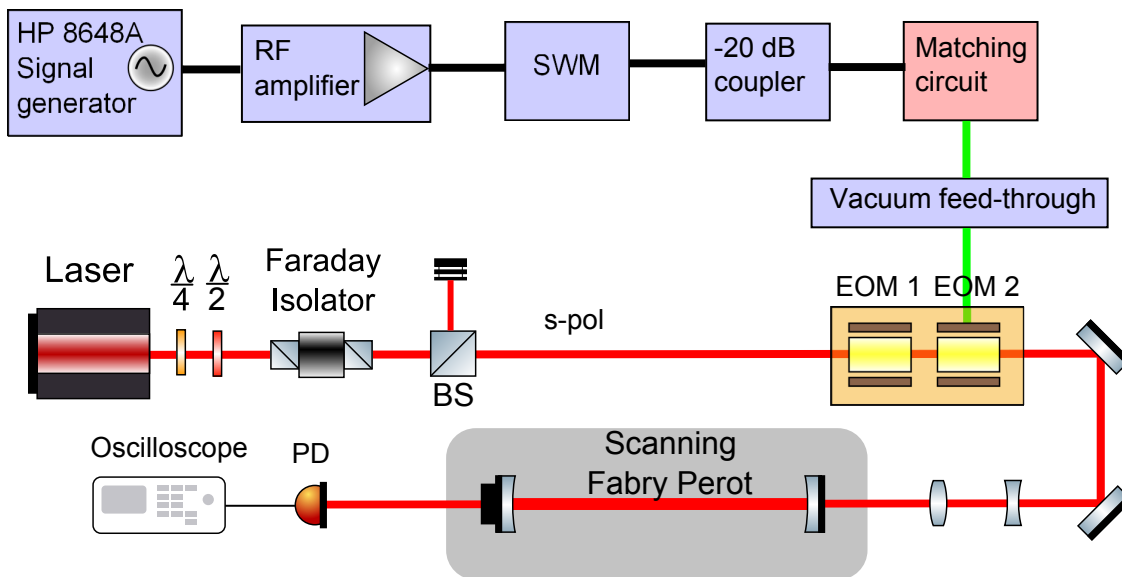 HP 8648A
Signal
generator
RF
amplifier
SWM
-20 dB
coupler
Matching
circuit
Vacuum feed-through
Laser
λ
4
λ
2
Faraday
Isolator
BS
s-pol
EOM 1
EOM 2
Oscilloscope
PD
Scanning
Fabry Perot